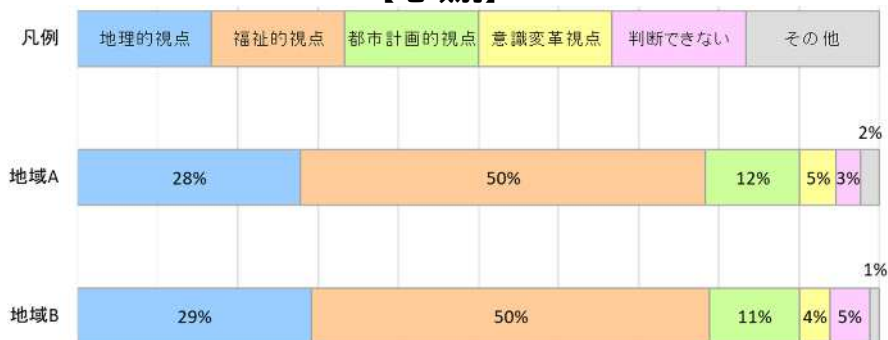 凡例 地理的視点 福祉的視点 都市計画的視点 意識変革視点 判断できない その他
2%
地域A 28% 50% 12% 5% 3%
1%
地域B 29% 50% 11% 4% 5%